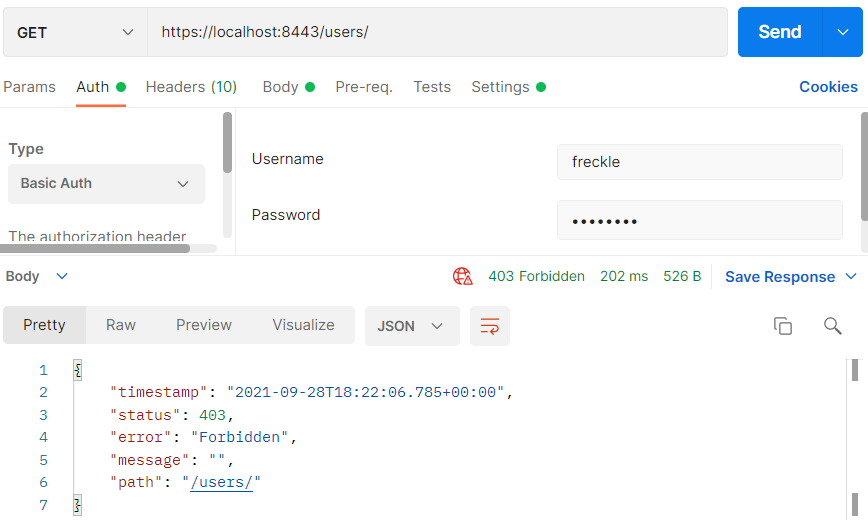 GET https://localhost:8443/users/ Send
Params Auth Headers (10) Body Pre-req. Tests Settings Cookies
Type
Basic Auth
The authorization header
Username freckle
Password ••••••••
Body 403 Forbidden 202 ms 526 B Save Response
Pretty Raw Preview Visualize JSON
1 {
2 "timestamp": "2021-09-28T18:22:06.785+00:00",
3 "status": 403,
4 "error": "Forbidden",
5 "message": "",
6 "path": "/users/"
7 }